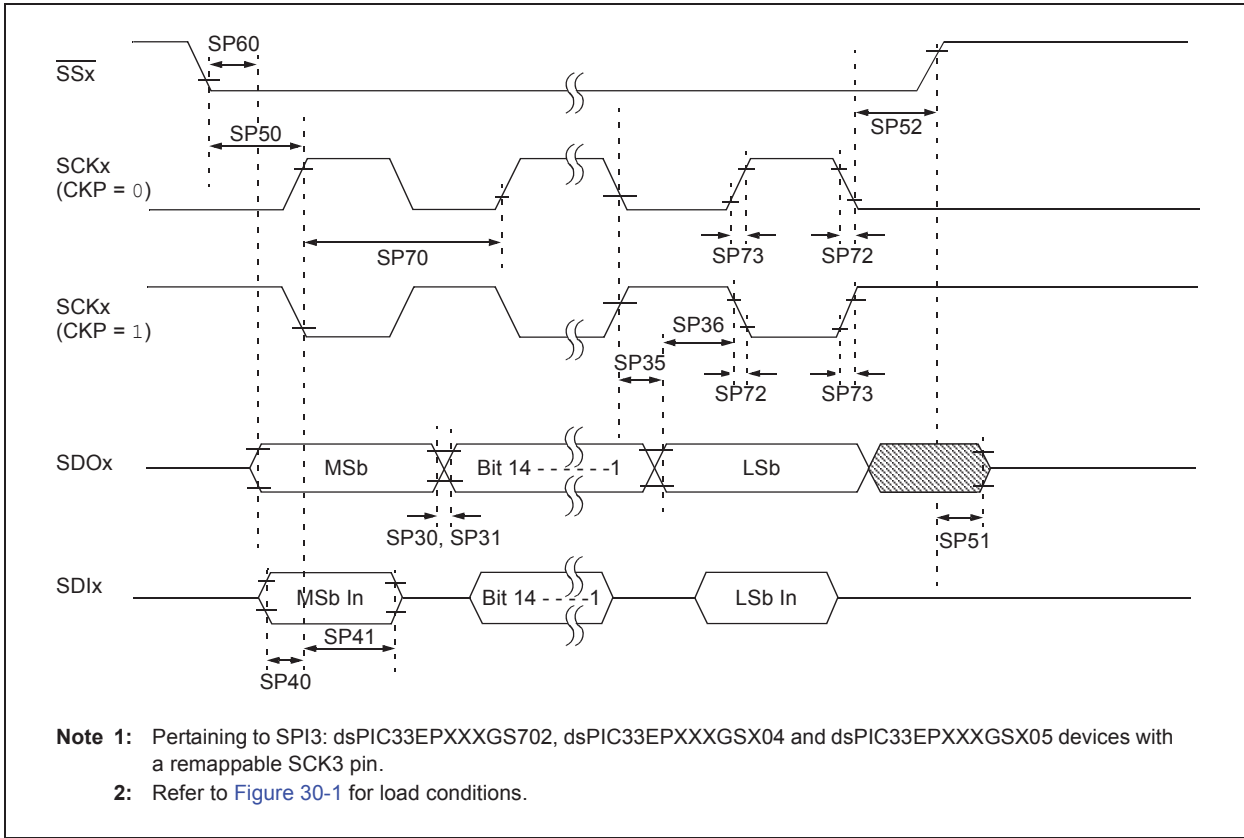 SP60
SSx
SP50
SP52
SCKx
(CKP = 0)
SP70
SP73
SP72
SCKx
(CKP = 1)
SP36
SP35
SP72
SP73
SDOx
MSb
Bit 14 - - - - - -1
LSb
SP30, SP31
SP51
SDIx
MSb In
Bit 14 - - - -1
LSb In
SP41
SP40
Note 1: Pertaining to SPI3: dsPIC33EPXXXGS702, dsPIC33EPXXXGSX04 and dsPIC33EPXXXGSX05 devices with
a remappable SCK3 pin.
2: Refer to Figure 30-1 for load conditions.